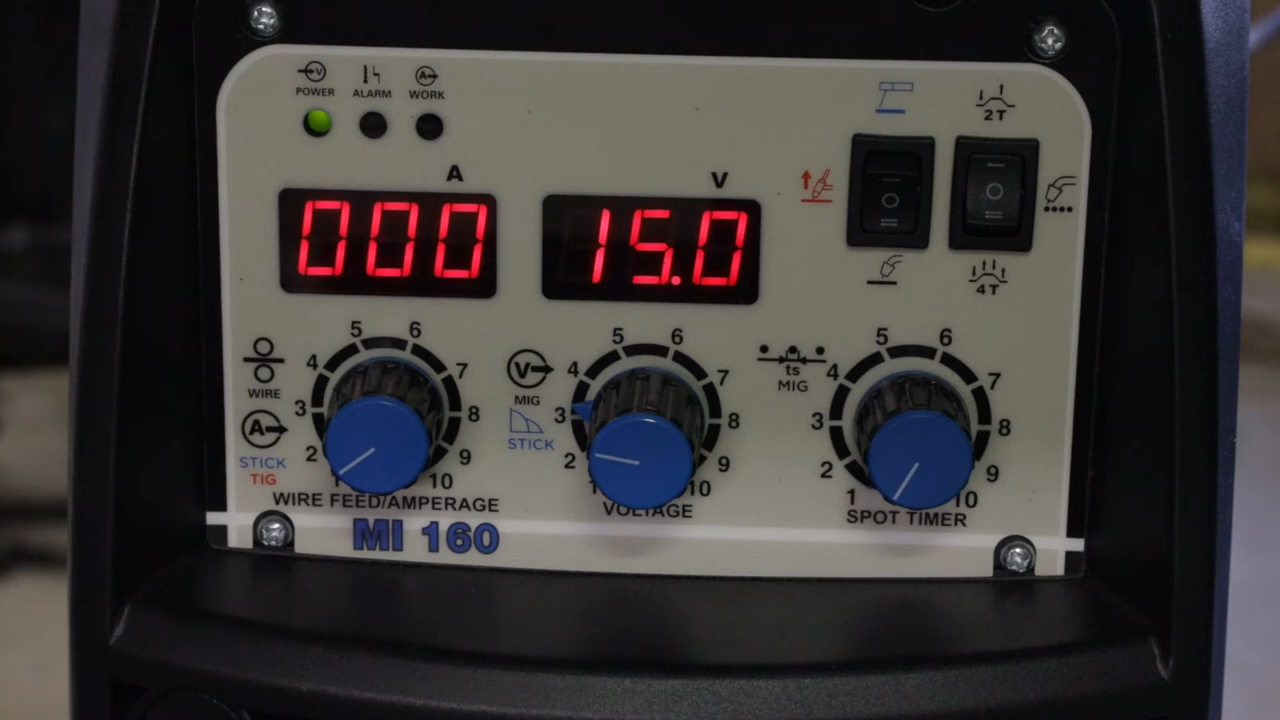 POWER ALARM WORK
2T
A V
000 15.0
4T
5 6 5 6 5 6
4 7 4 7 4 7
WIRE V MIG ts MIG
3 8 3 8 3 8
A
STICK STICK
TIG
2 9 2 9 2 9
1 10 1 10 1 10
WIRE FEED/AMPERAGE VOLTAGE SPOT TIMER
MI 160